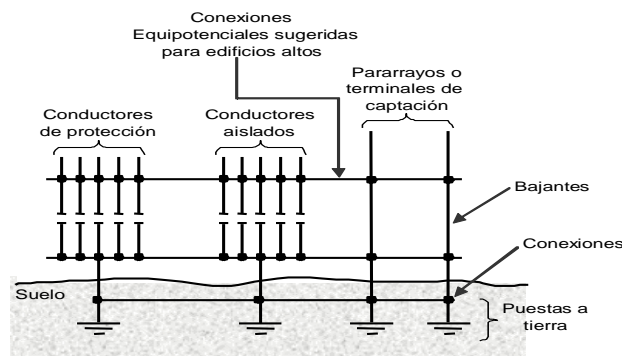 Conexiones
Equipotenciales sugeridas
para edificios altos
Pararrayos o
terminales de
captación
Conductores
de protección
Conductores
aislados
Bajantes
Conexiones
Suelo
Puestas a
tierra